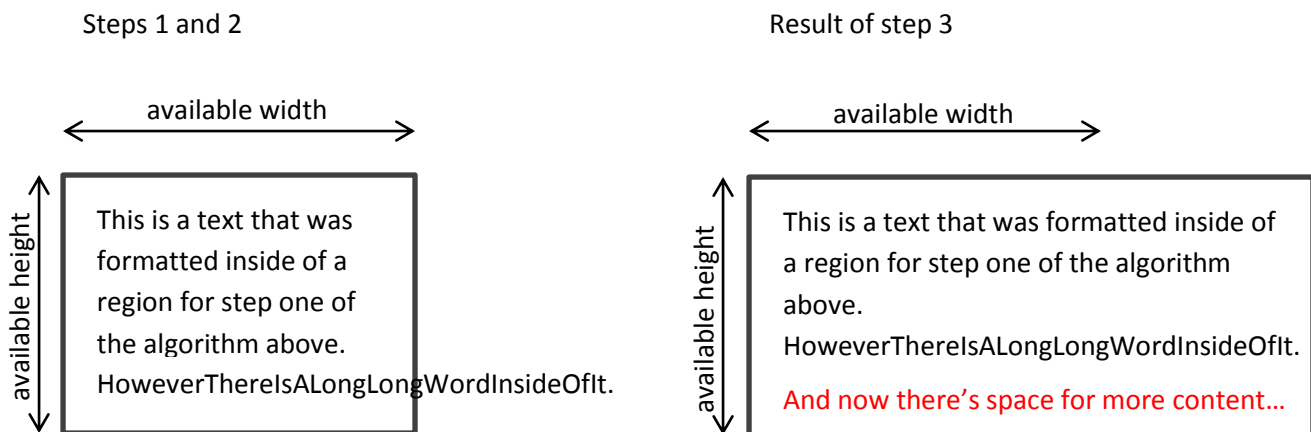 Steps 1 and 2
available width
available height
This is a text that was
formatted inside of a
region for step one of
the algorithm above.
HoweverThereIsALongLongWordInsideOfIt.
Result of step 3
available width
available height
This is a text that was formatted inside of
a region for step one of the algorithm
above.
HoweverThereIsALongLongWordInsideOfIt.
And now there’s space for more content…